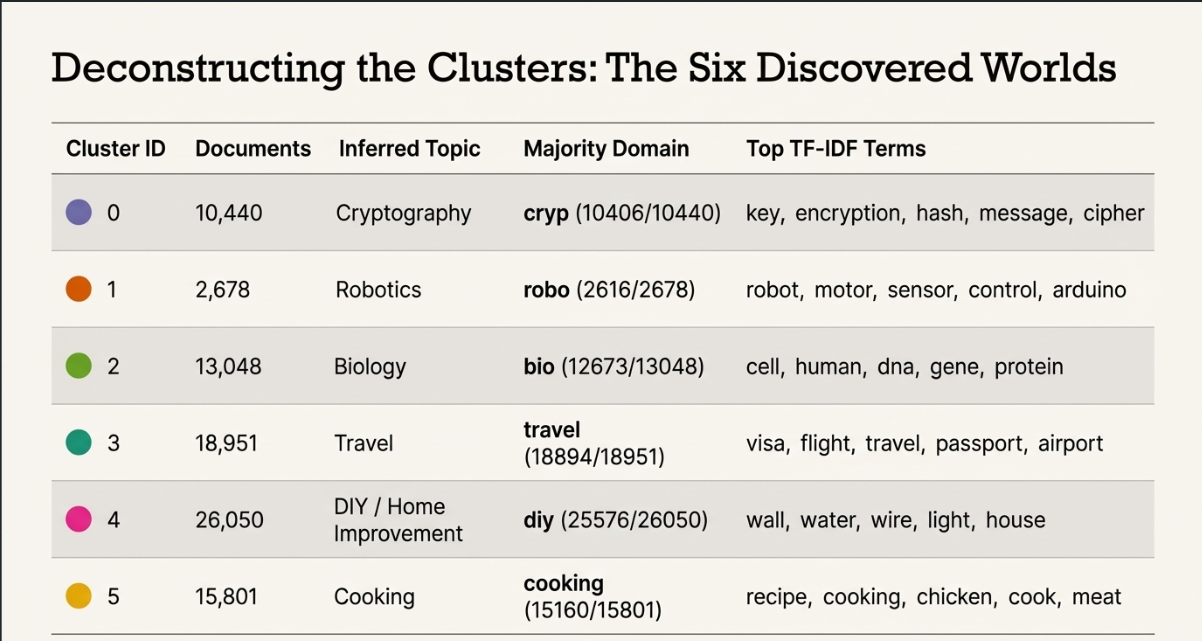 Deconstructing the Clusters: The Six Discovered Worlds
Cluster ID Documents Inferred Topic Majority Domain Top TF-IDF Terms
0 10,440 Cryptography cryp (10406/10440) key, encryption, hash, message, cipher
1 2,678 Robotics robo (2616/2678) robot, motor, sensor, control, arduino
2 13,048 Biology bio (12673/13048) cell, human, dna, gene, protein
3 18,951 Travel travel (18894/18951) visa, flight, travel, passport, airport
4 26,050 DIY / Home Improvement diy (25576/26050) wall, water, wire, light, house
5 15,801 Cooking cooking (15160/15801) recipe, cooking, chicken, cook, meat